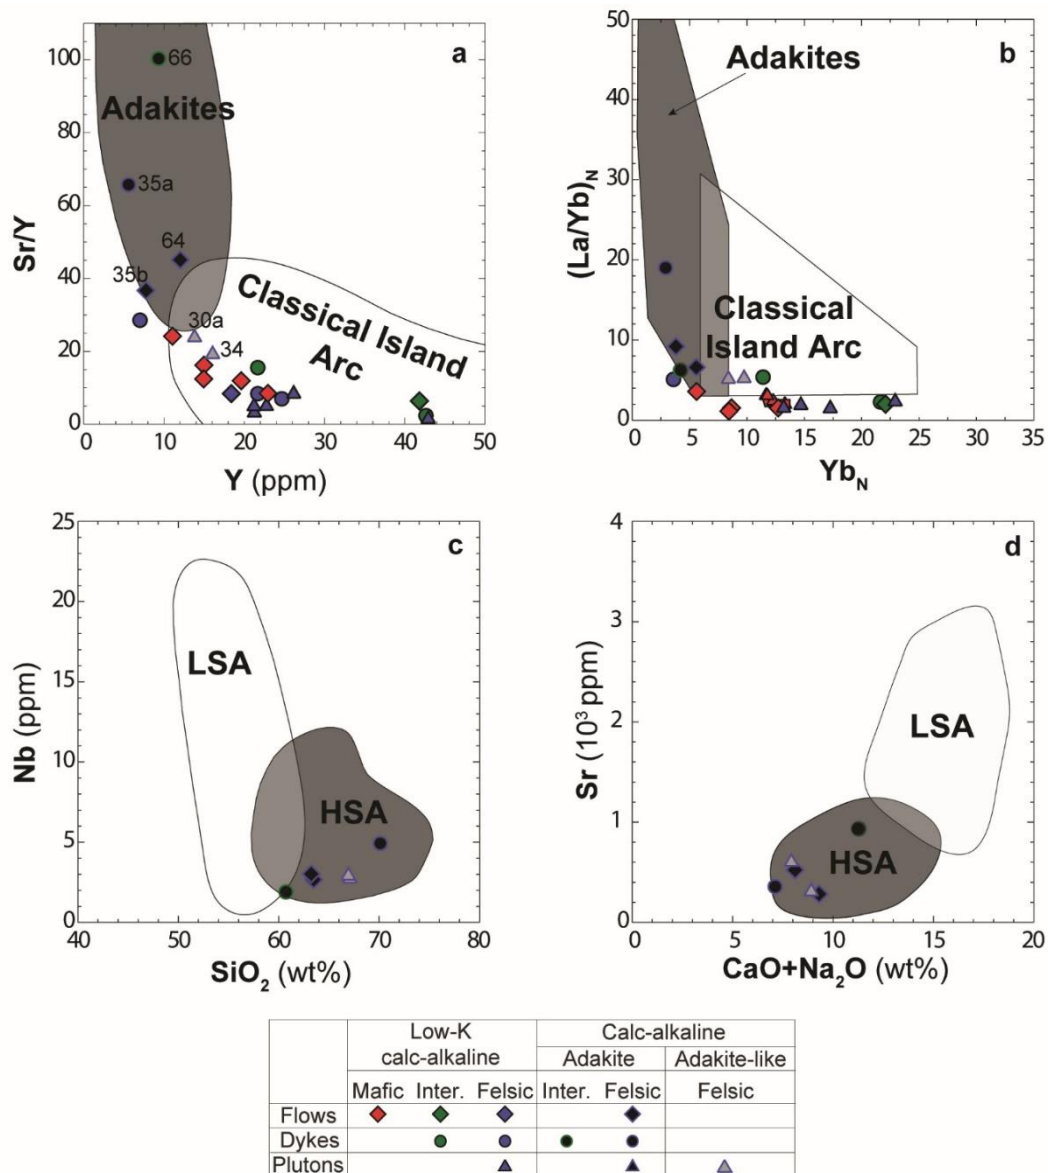 a
100
80
60
40
20
0
0 10 20 30 40 50
Sr/Y
Y (ppm)
66
Adakites
35a
64
35b
30a
34
Classical Island
Arc
b
50
40
30
20
10
0
0 5 10 15 20 25 30 35
(La/Yb)N
YbN
Adakites
Classical
Island Arc
c
25
20
15
10
5
0
40 50 60 70 80
Nb (ppm)
SiO2 (wt%)
LSA
HSA
d
4
3
2
1
0
0 5 10 15 20
Sr (10³ ppm)
CaO+Na2O (wt%)
LSA
HSA
Low-K Calc-alkaline
calc-alkaline Adakite Adakite-like
Mafic Inter. Felsic Inter. Felsic Felsic
Flows
Dykes
Plutons